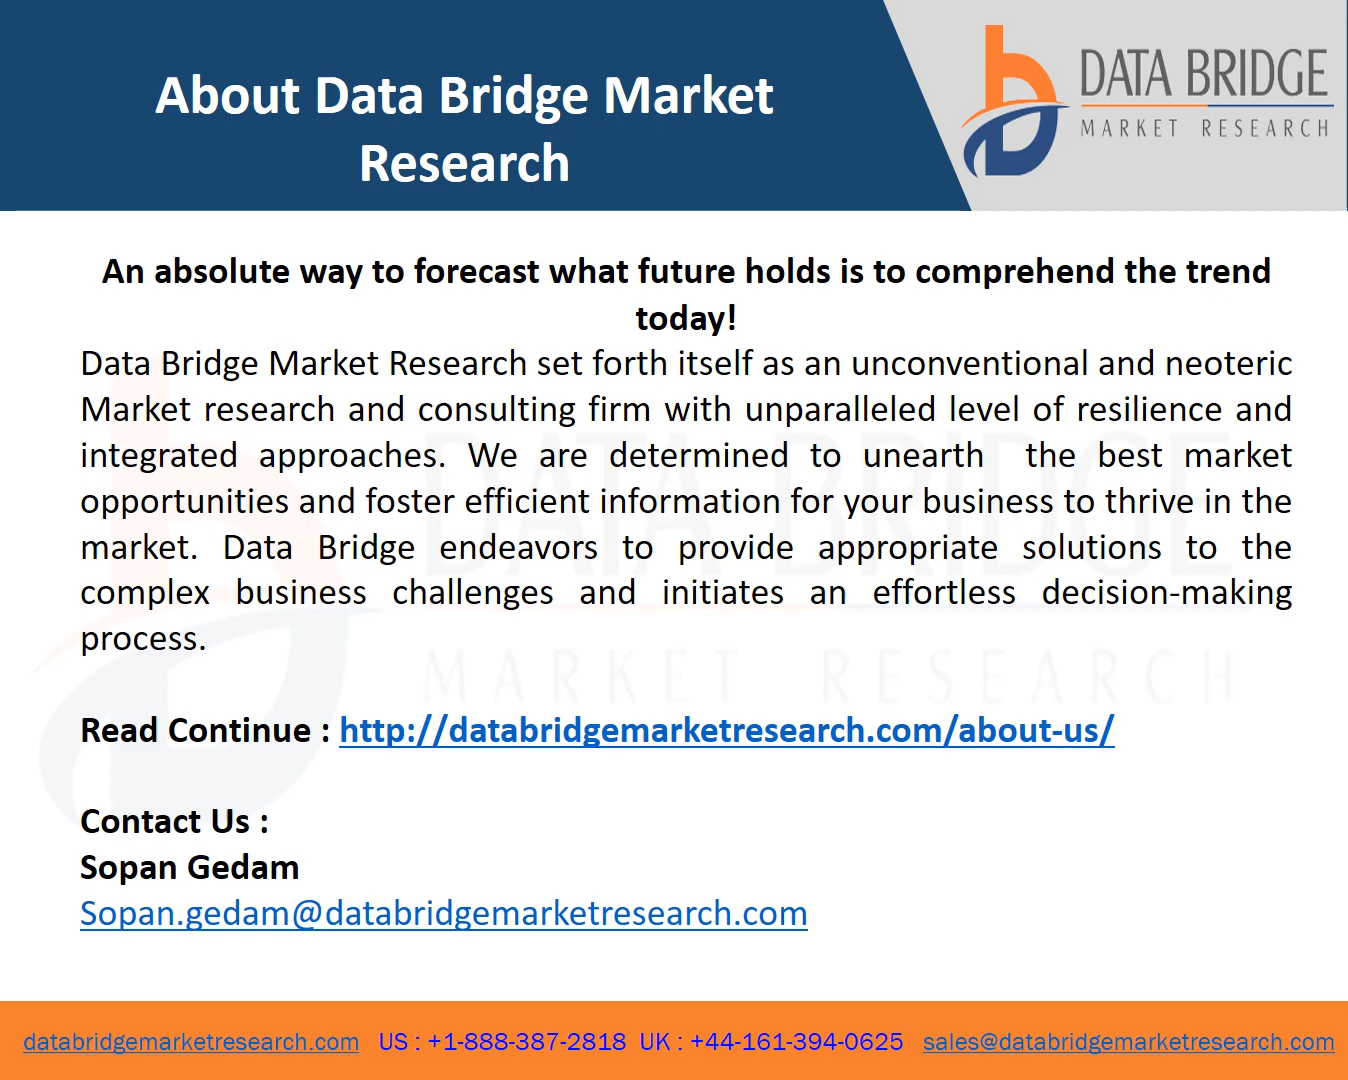 About Data Bridge Market
Research
DATA BRIDGE
MARKET RESEARCH
An absolute way to forecast what future holds is to comprehend the trend
today!
Data Bridge Market Research set forth itself as an unconventional and neoteric
Market research and consulting firm with unparalleled level of resilience and
integrated approaches. We are determined to unearth the best market
opportunities and foster efficient information for your business to thrive in the
market. Data Bridge endeavors to provide appropriate solutions to the
complex business challenges and initiates an effortless decision-making
process.
DATA BRIDGE
MARKET RESEARCH
Read Continue : http://databridgemarketresearch.com/about-us/
Contact Us :
Sopan Gedam
Sopan.gedam@databridgemarketresearch.com
databridgemarketresearch.com US : +1-888-387-2818 UK : +44-161-394-0625 sales@databridgemarketresearch.com